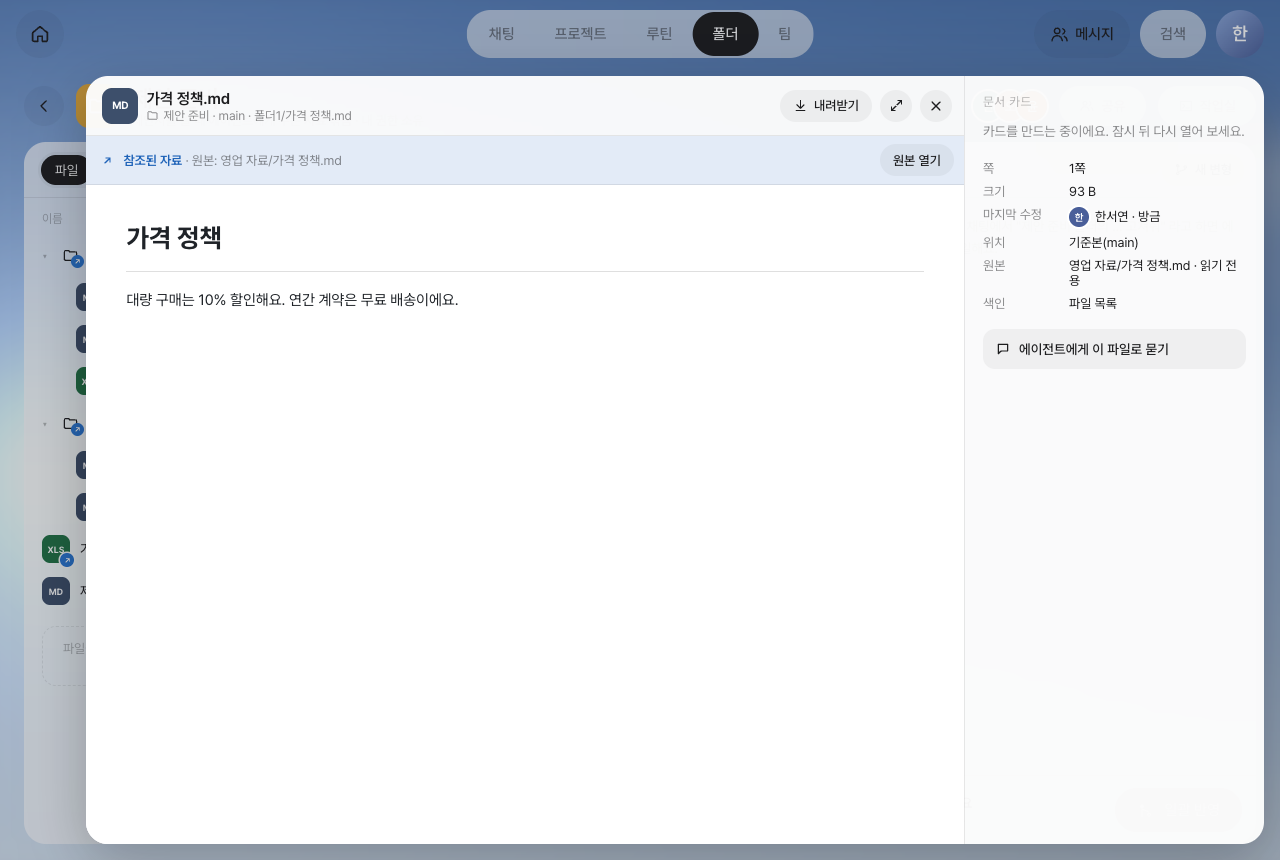 채팅
프로젝트
루틴
폴더
팀
메시지
검색
한
MD
가격 정책.md
제안 준비 · main · 폴더1/가격 정책.md
내려받기
참조된 자료 · 원본: 영업 자료/가격 정책.md
원본 열기
가격 정책
대량 구매는 10% 할인해요. 연간 계약은 무료 배송이에요.
문서 카드
카드를 만드는 중이에요. 잠시 뒤 다시 열어 보세요.
쪽 1쪽
크기 93 B
마지막 수정 한 한서연 · 방금
위치 기준본(main)
원본 영업 자료/가격 정책.md · 읽기 전
용
색인 파일 목록
에이전트에게 이 파일로 묻기
파일
이름
XLS
MD
파일